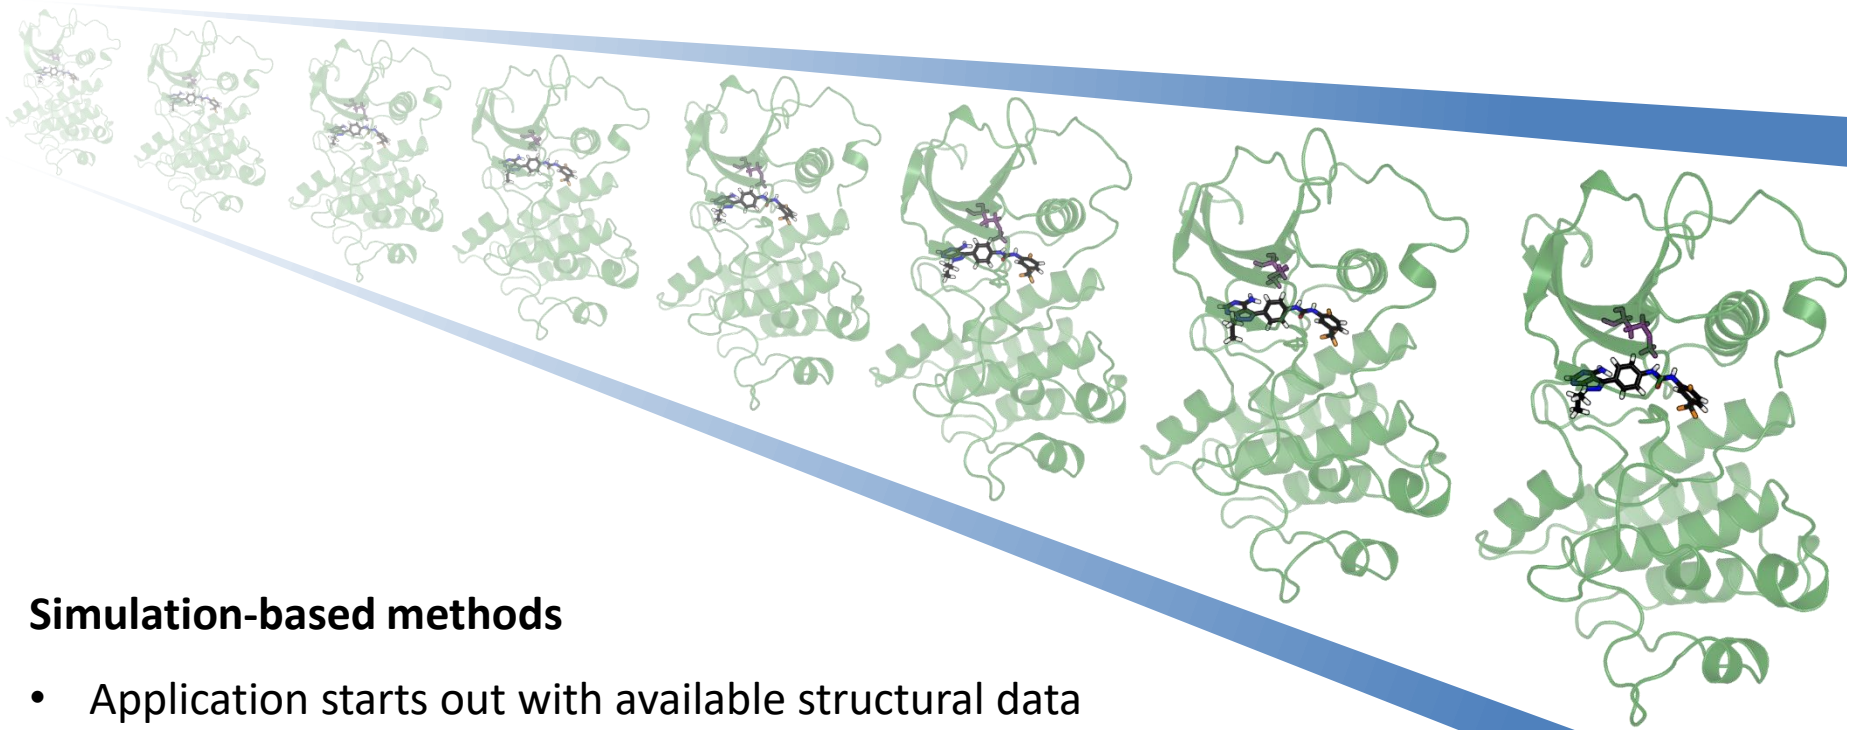 Simulation-based methods
• Application starts out with available structural data